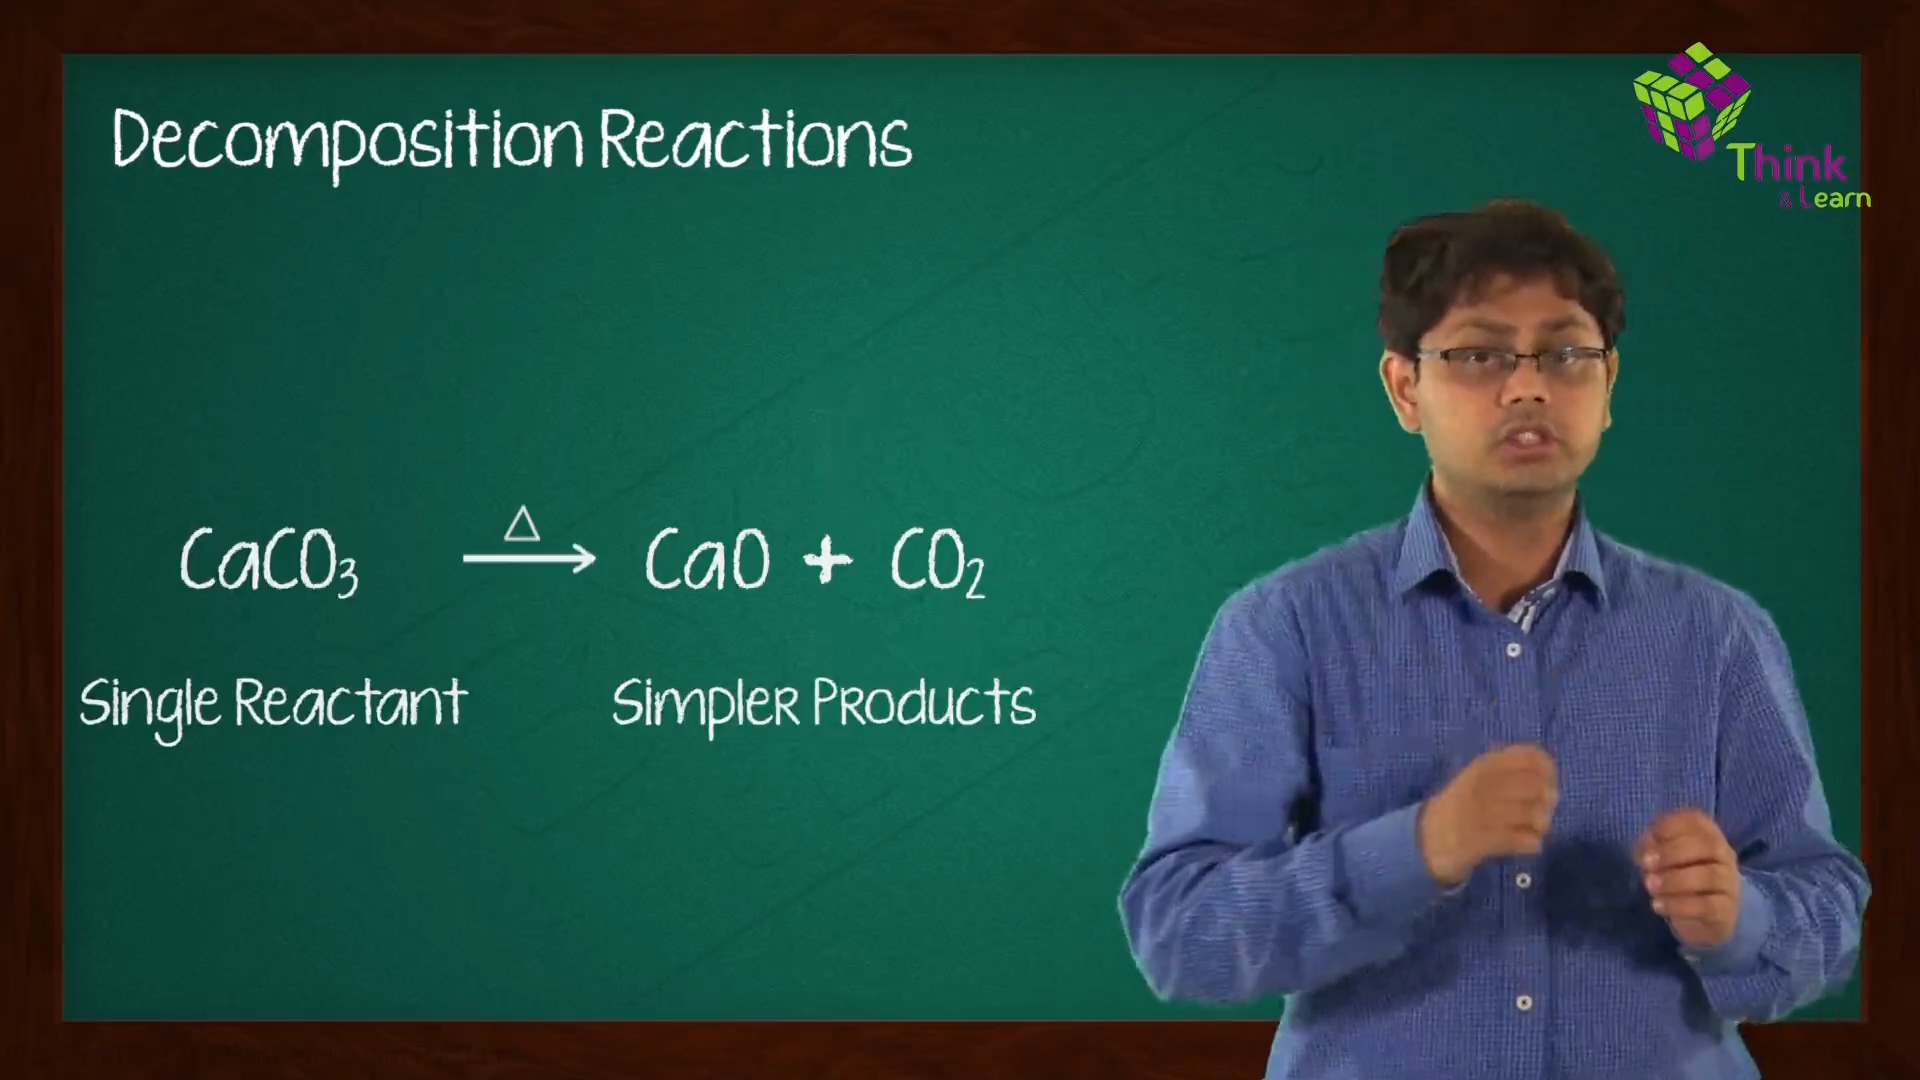 Decomposition Reactions
Think
& Learn
△
CaCO₃ → CaO + CO₂
Single Reactant Simpler Products